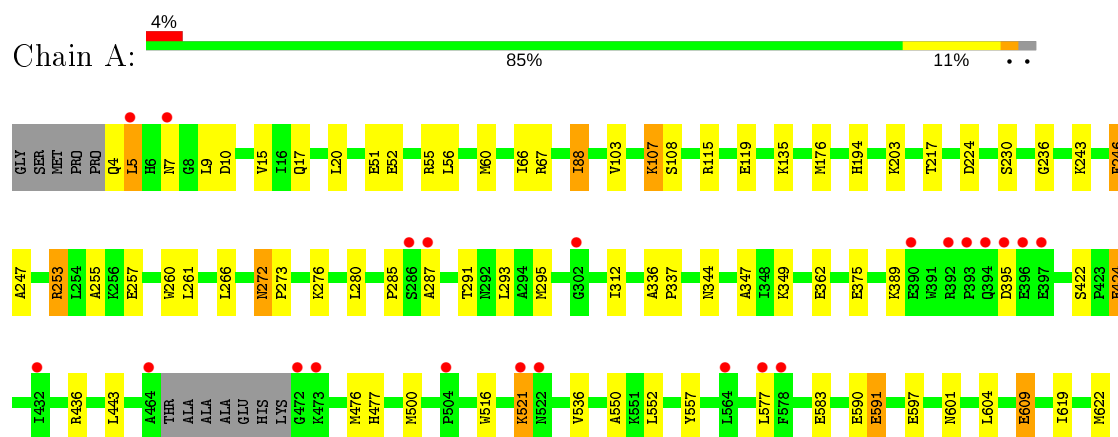 4%
Chain A:
85% 11% • •
GLY SER MET PRO PRO Q4 L5 H6 N7 G8 L9 D10 V15 I16 Q17 L20 E51 E52 R55 L56 M60 I66 R67 I88 V103 K107 S108 R115 E119 K135 M176 H194 K203 T217 D224 S230 G236 K243 E246
A247 R253 L254 A255 K256 E257 W260 L261 L266 N272 P273 K276 L280 P285 S286 A287 T291 N292 L293 A294 M295 G302 I312 A336 P337 N344 A347 I348 K349 E362 E375 K389 E390 W391 R392 P393 Q394 D395 E396 E397 S422 P423
I432 R436 L443 A464 THR ALA ALA ALA GLU HIS LYS G472 K473 M476 H477 M500 P504 W516 K521 N522 V536 A550 K551 L552 Y557 L564 L577 F578 E583 E590 E591 E597 N601 L604 E609 I619 M622